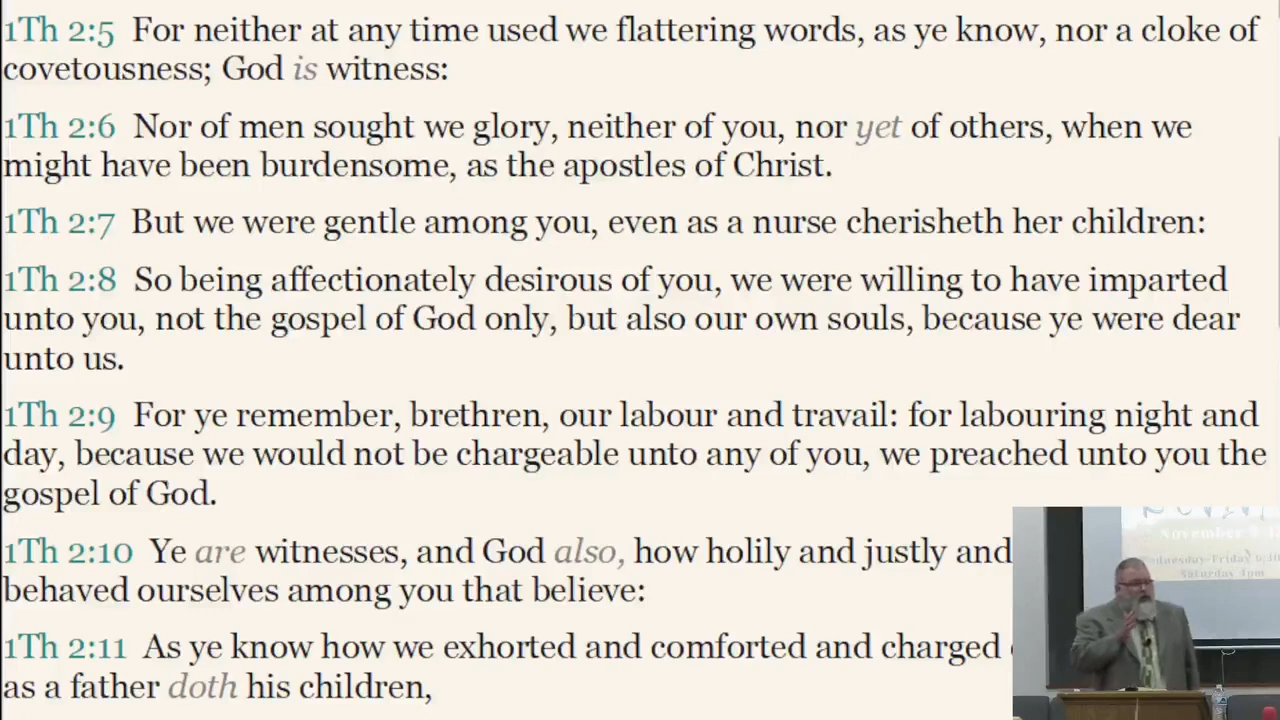 1Th 2:5 For neither at any time used we flattering words, as ye know, nor a cloke of
covetousness; God is witness:
1Th 2:6 Nor of men sought we glory, neither of you, nor yet of others, when we
might have been burdensome, as the apostles of Christ.
1Th 2:7 But we were gentle among you, even as a nurse cherisheth her children:
1Th 2:8 So being affectionately desirous of you, we were willing to have imparted
unto you, not the gospel of God only, but also our own souls, because ye were dear
unto us.
1Th 2:9 For ye remember, brethren, our labour and travail: for labouring night and
day, because we would not be chargeable unto any of you, we preached unto you the
gospel of God.
1Th 2:10 Ye are witnesses, and God also, how holily and justly and
behaved ourselves among you that believe:
1Th 2:11 As ye know how we exhorted and comforted and charged
as a father doth his children,
November
Saturday 4pm